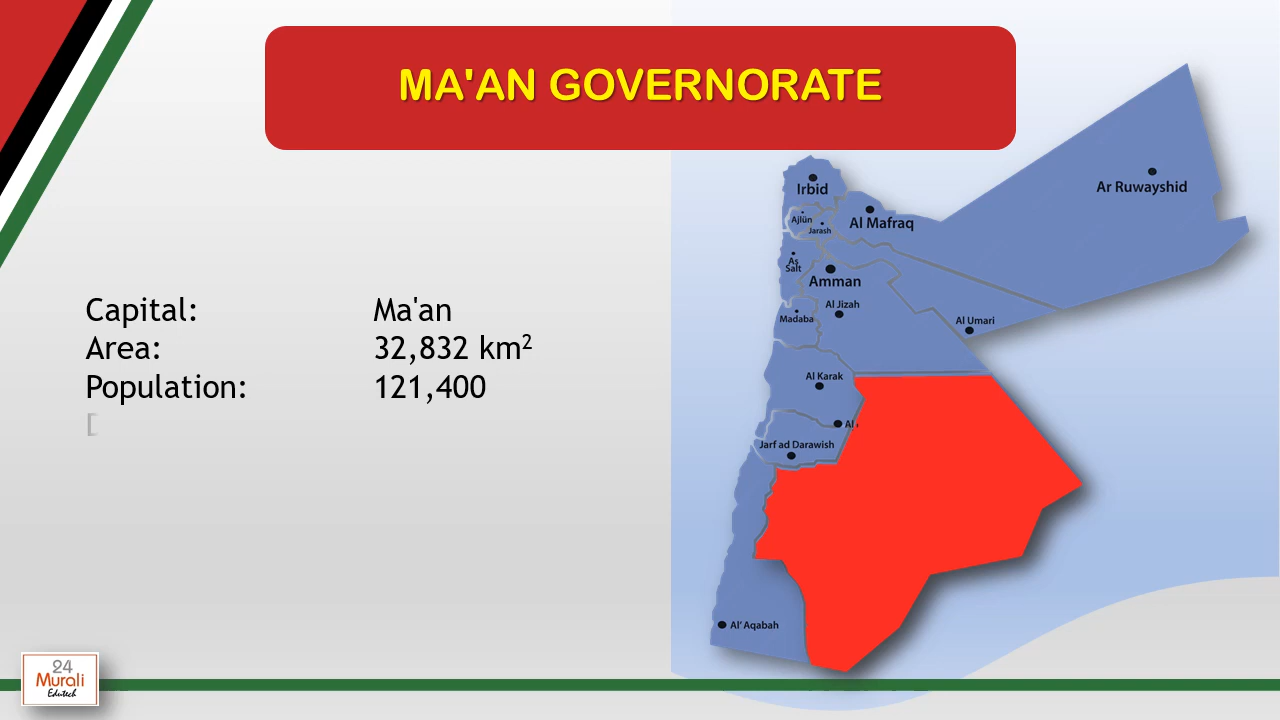 MA'AN GOVERNORATE
Irbid
Ar Ruwayshid
Ajlūn
Jarash
Al Mafraq
As
Salt
Amman
Al Jizah
Madaba
Al Umari
Capital: Ma'an
Area: 32,832 km²
Population: 121,400
Al Karak
Jarf ad Darawish
Al' Aqabah
24
Murali
Edutech